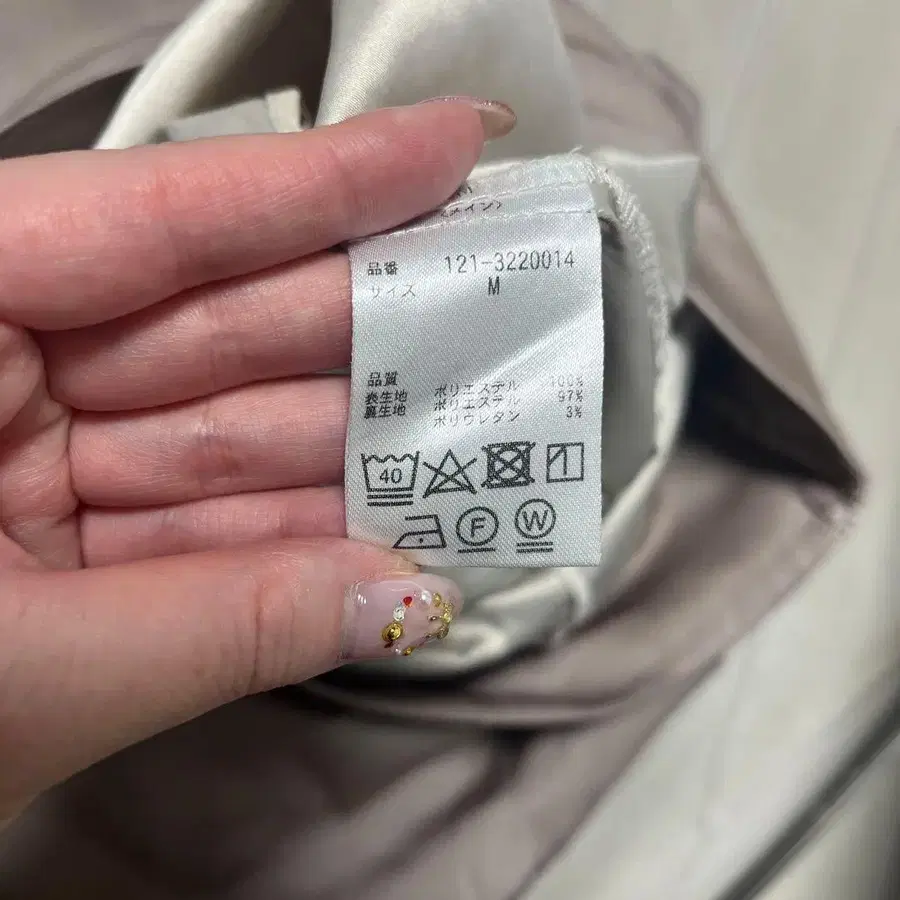 メイン)
品番 121-3220014
サイズ M
品質
表生地 ポリエステル 100%
裏生地 ポリエステル 97%
ポリウレタン 3%
40
F W